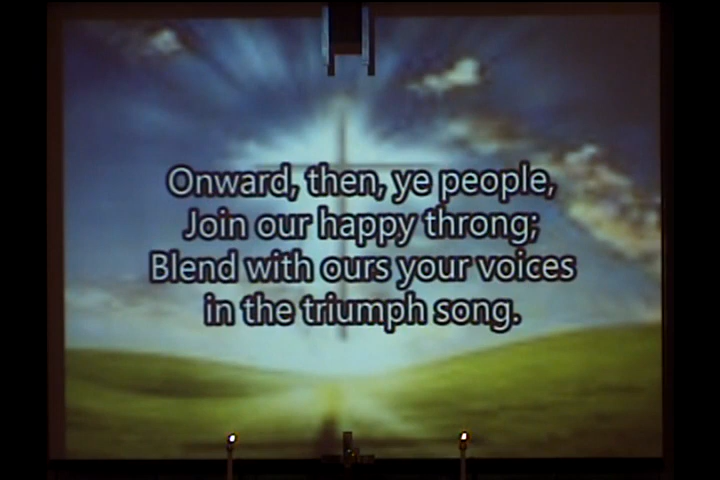 Onward, then, ye people,
Join our happy throng;
Blend with ours your voices
in the triumph song.